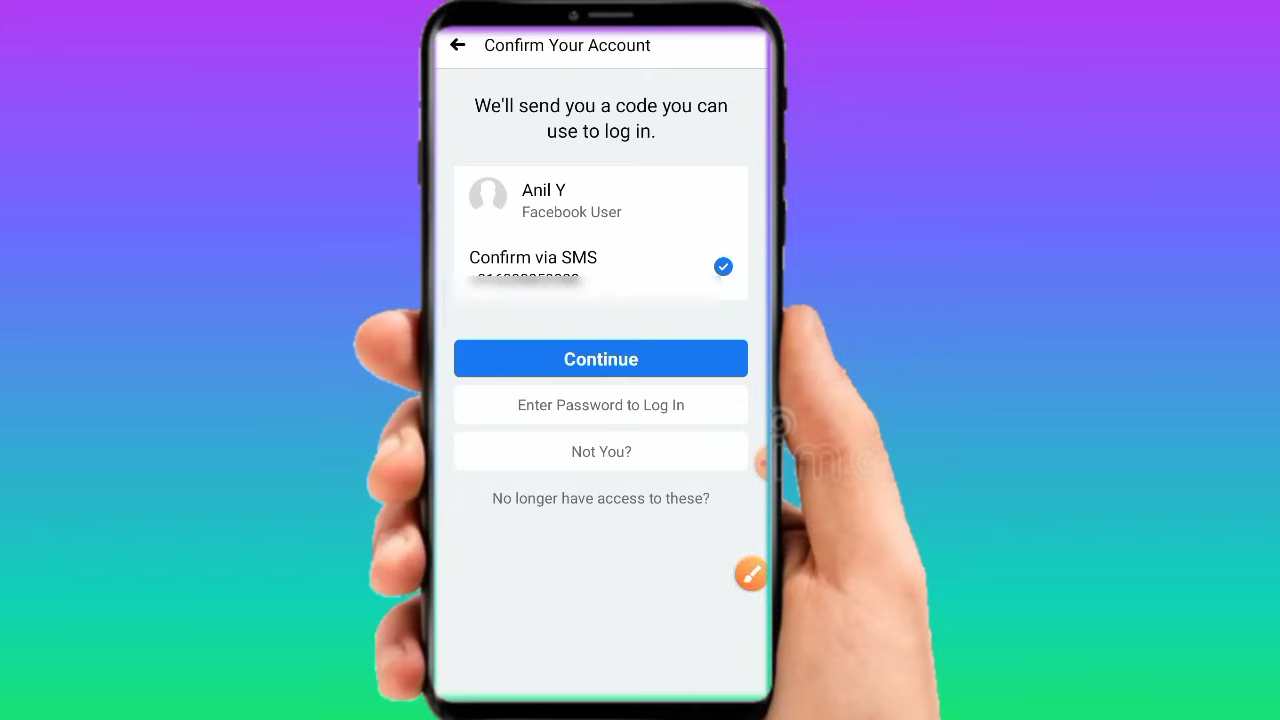 Confirm Your Account
We'll send you a code you can
use to log in.
Anil Y
Facebook User
Confirm via SMS
Continue
Enter Password to Log In
Not You?
No longer have access to these?